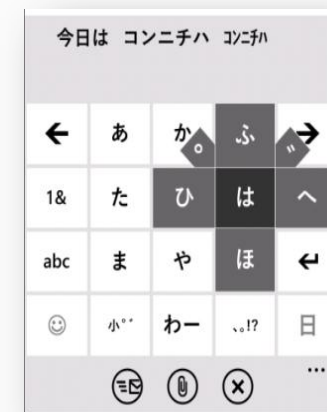 今日は コンニチハ ｺﾝﾆﾁﾊ
← あ か ゜ ふ ゛ →
1& た ひ は へ
abc ま や ほ ↵
☺ 小゛゜ わー 、。!? 日
...